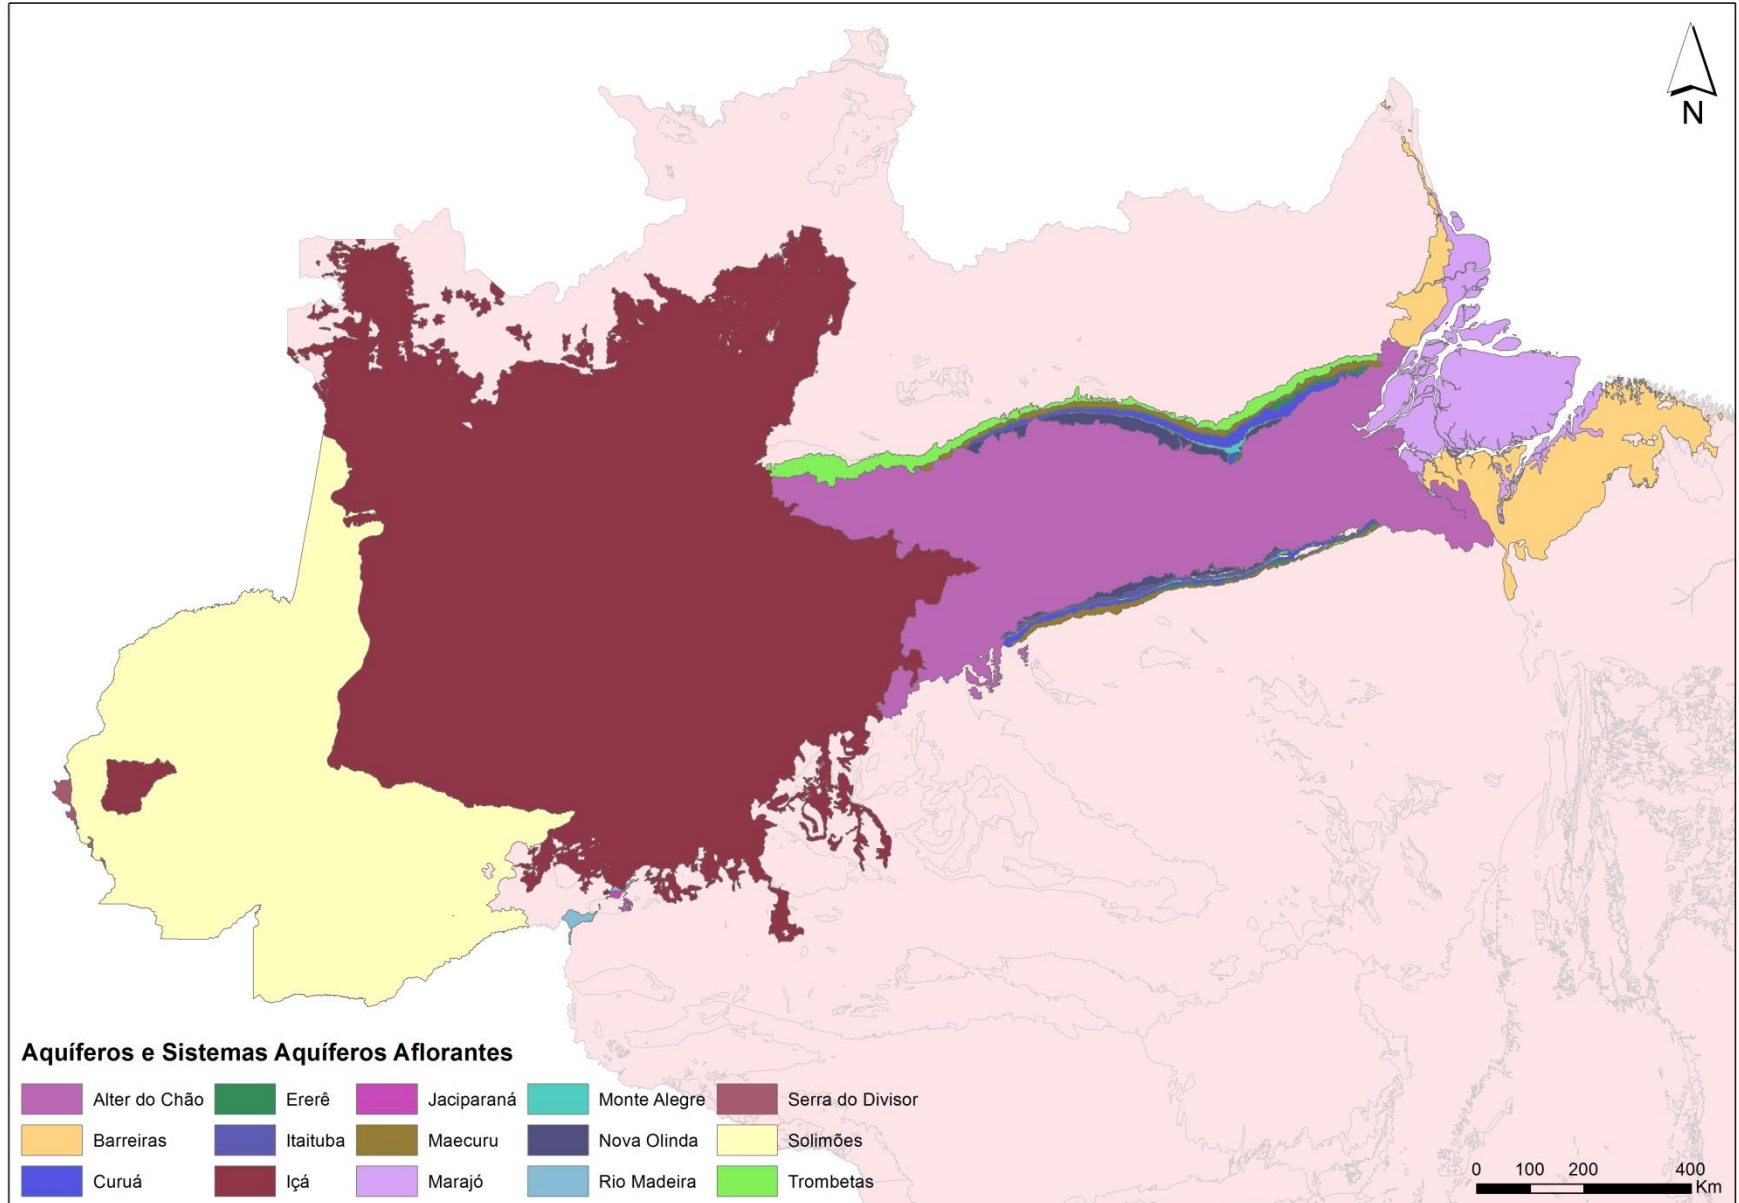 N
Aquíferos e Sistemas Aquíferos Aflorantes
Alter do Chão Ererê Jaciparaná Monte Alegre Serra do Divisor
Barreiras Itaituba Maecuru Nova Olinda Solimões
Curuá Içá Marajó Rio Madeira Trombetas
0 100 200 400
Km